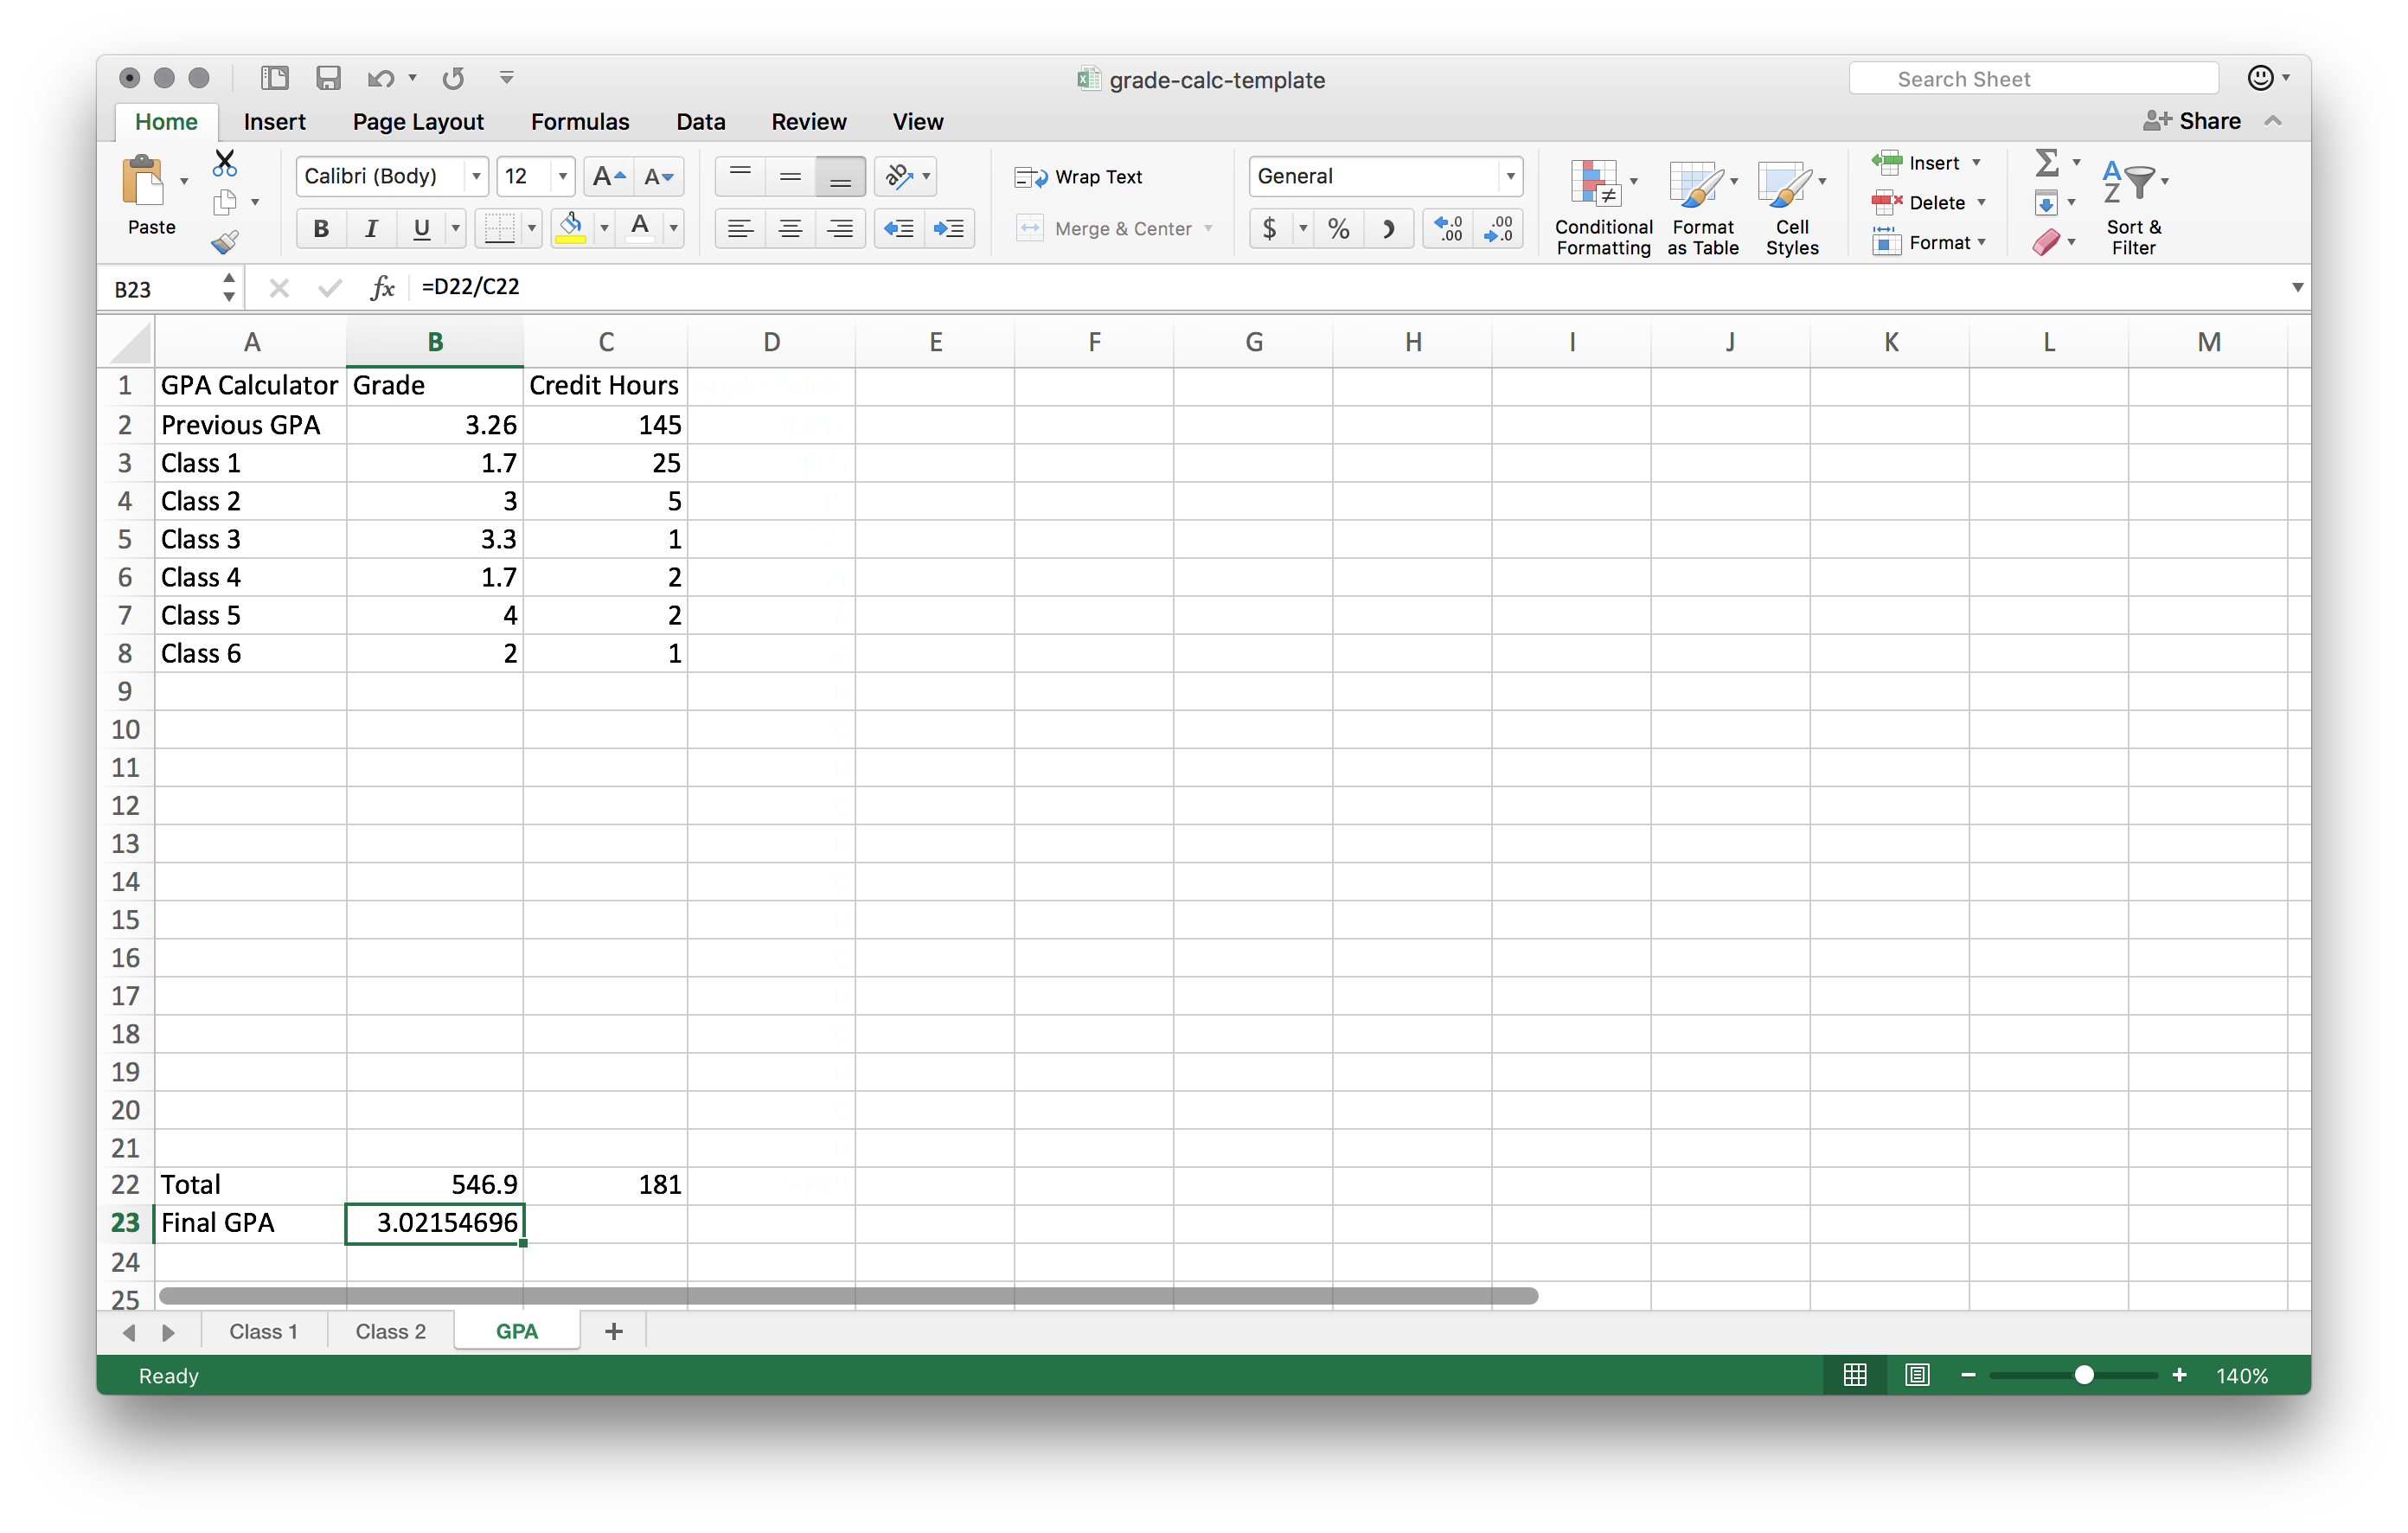 grade-calc-template
Search Sheet
Home Insert Page Layout Formulas Data Review View Share
Paste
Calibri (Body) 12 A A
B I U A
Wrap Text
Merge & Center
General
$ % , .0 .00 .00 .0
Conditional Formatting
Format as Table
Cell Styles
Insert
Delete
Format
Σ
A Z
Sort & Filter
B23 fx =D22/C22
A B C D E F G H I J K L M
1 GPA Calculator Grade Credit Hours
2 Previous GPA 3.26 145
3 Class 1 1.7 25
4 Class 2 3 5
5 Class 3 3.3 1
6 Class 4 1.7 2
7 Class 5 4 2
8 Class 6 2 1
9
10
11
12
13
14
15
16
17
18
19
20
21
22 Total 546.9 181
23 Final GPA 3.02154696
24
25
Class 1 Class 2 GPA +
Ready 140%